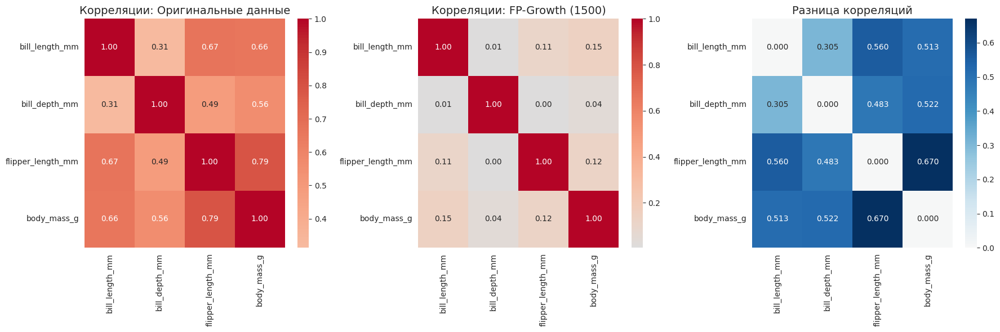 Корреляции: Оригинальные данные
bill_length_mm 1.00 0.31 0.67 0.66
bill_depth_mm 0.31 1.00 0.49 0.56
flipper_length_mm 0.67 0.49 1.00 0.79
body_mass_g 0.66 0.56 0.79 1.00
bill_length_mm bill_depth_mm flipper_length_mm body_mass_g
1.0
0.9
0.8
0.7
0.6
0.5
0.4
Корреляции: FP-Growth (1500)
bill_length_mm 1.00 0.01 0.11 0.15
bill_depth_mm 0.01 1.00 0.00 0.04
flipper_length_mm 0.11 0.00 1.00 0.12
body_mass_g 0.15 0.04 0.12 1.00
bill_length_mm bill_depth_mm flipper_length_mm body_mass_g
1.0
0.8
0.6
0.4
0.2
Разница корреляций
bill_length_mm 0.000 0.305 0.560 0.513
bill_depth_mm 0.305 0.000 0.483 0.522
flipper_length_mm 0.560 0.483 0.000 0.670
body_mass_g 0.513 0.522 0.670 0.000
bill_length_mm bill_depth_mm flipper_length_mm body_mass_g
0.6
0.5
0.4
0.3
0.2
0.1
0.0